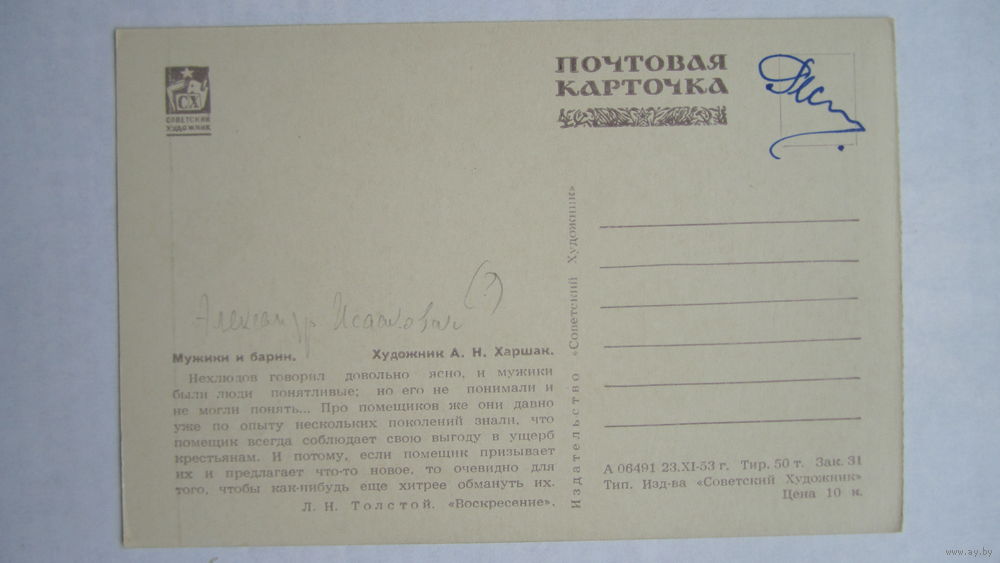 СХ
СОВЕТСКИЙ
ХУДОЖНИК
ПОЧТОВАЯ
КАРТОЧКА
Александр Исаакович (?)
Мужики и барин. Художник А. Н. Харшак.
Нехлюдов говорил довольно ясно, и мужики
были люди понятливые; но его не понимали и
не могли понять... Про помещиков же они давно
уже по опыту нескольких поколений знали, что
помещик всегда соблюдает свою выгоду в ущерб
крестьянам. И потому, если помещик призывает
их и предлагает что-то новое, то очевидно для
того, чтобы как-нибудь еще хитрее обмануть их.
Л. Н. Толстой. «Воскресение».
Издательство «Советский Художник»
А 06491 23.XI-53 г. Тир. 50 т. Зак. 31
Тип. Изд-ва «Советский Художник»
Цена 10 к.
www.ay.by